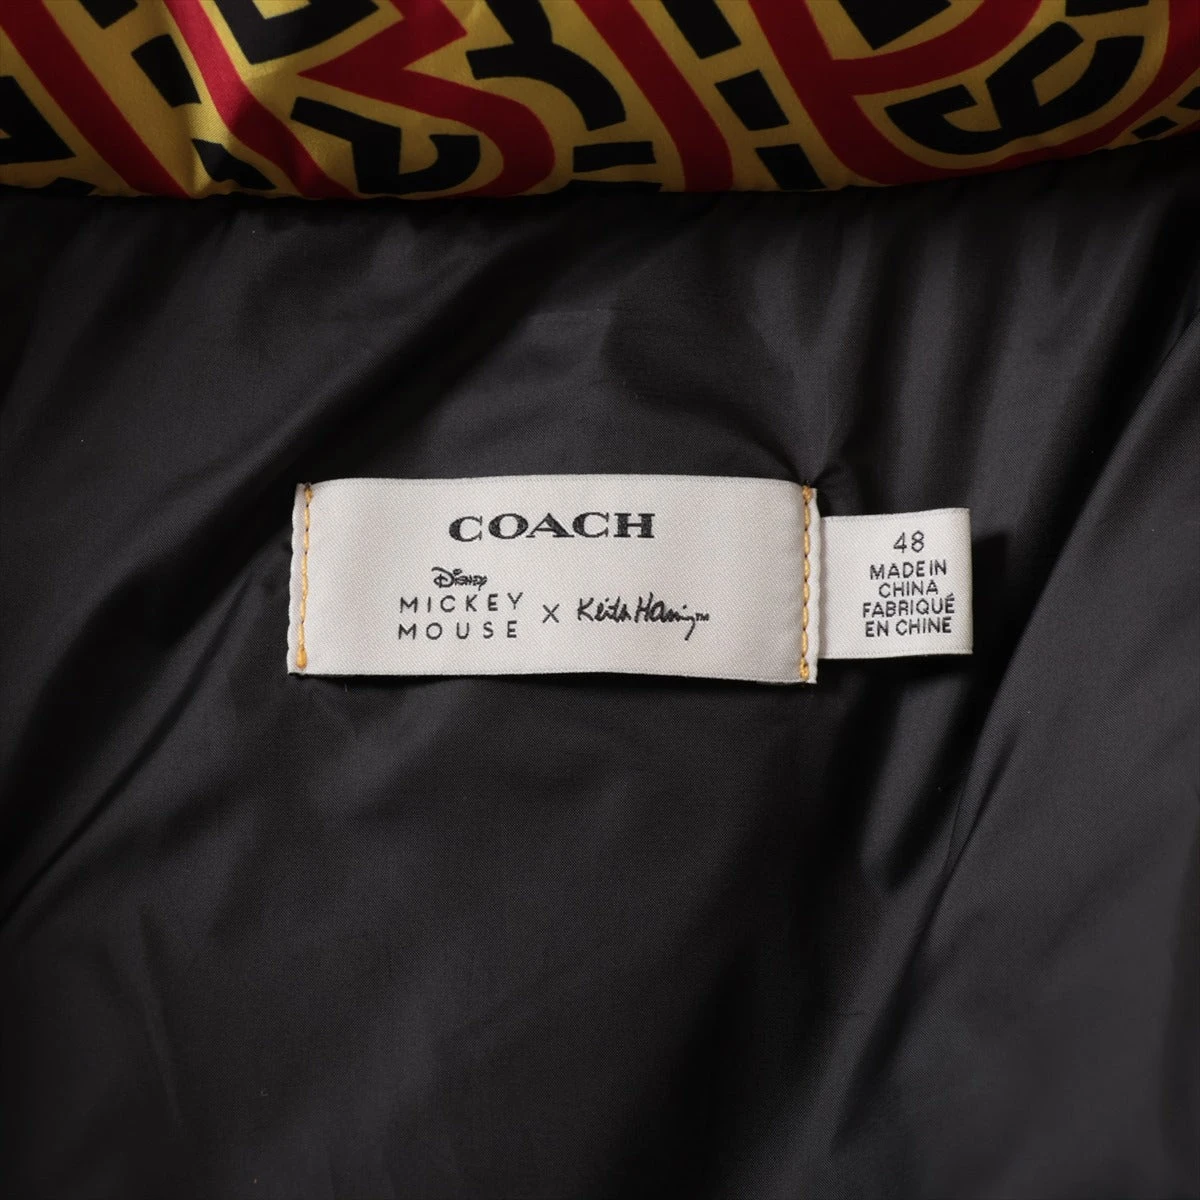 COACH
Disney
MICKEY
MOUSE x Keith Haring™
48
MADE IN
CHINA
FABRIQUÉ
EN CHINE